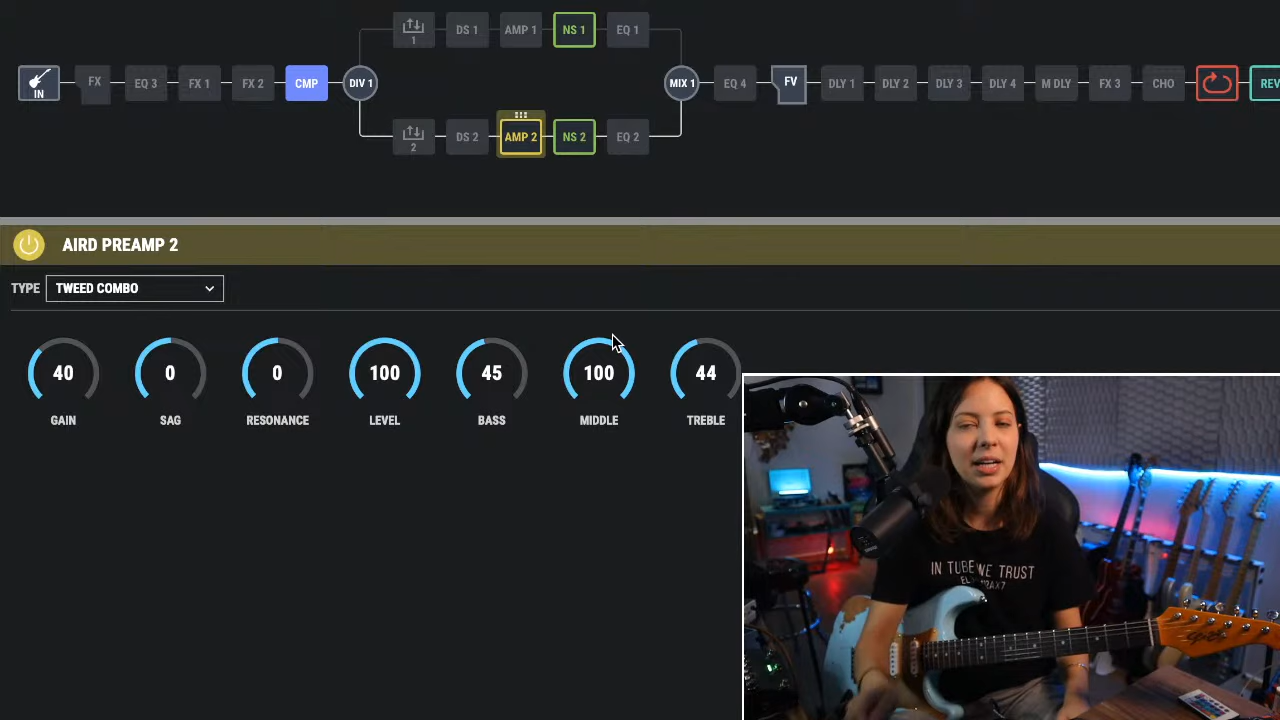 1
DS 1
AMP 1
NS 1
EQ 1
IN
FX
EQ 3
FX 1
FX 2
CMP
DIV 1
MIX 1
EQ 4
FV
DLY 1
DLY 2
DLY 3
DLY 4
M DLY
FX 3
CHO
REV
2
DS 2
AMP 2
NS 2
EQ 2
AIRD PREAMP 2
TYPE
TWEED COMBO
40
0
0
100
45
100
44
GAIN
SAG
RESONANCE
LEVEL
BASS
MIDDLE
TREBLE
IN TUBE WE TRUST